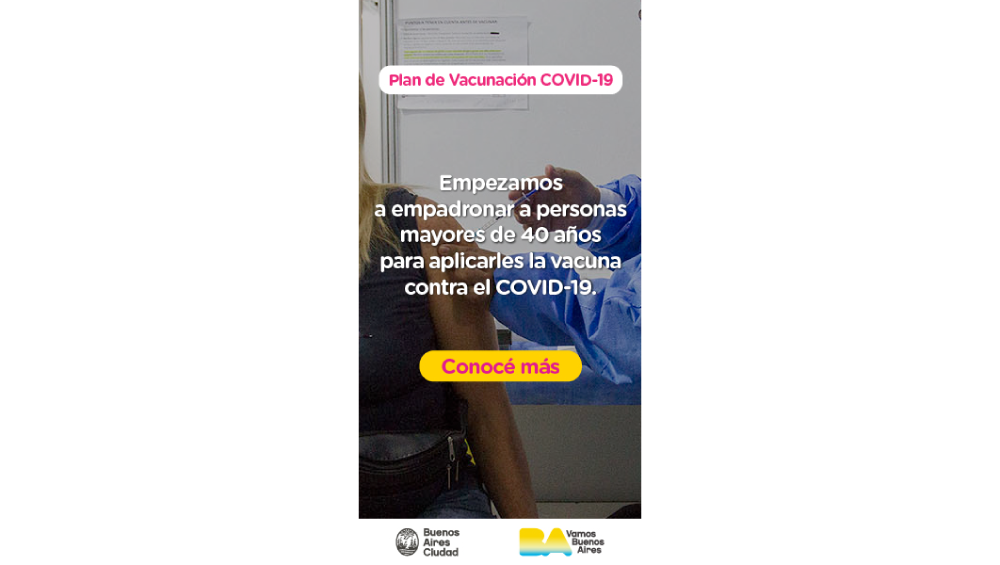 Plan de Vacunación COVID-19
Empezamos
a empadronar a personas
mayores de 40 años
para aplicarles la vacuna
contra el COVID-19.
Conocé más
Buenos
Aires
Ciudad
BA
Vamos
Buenos
Aires